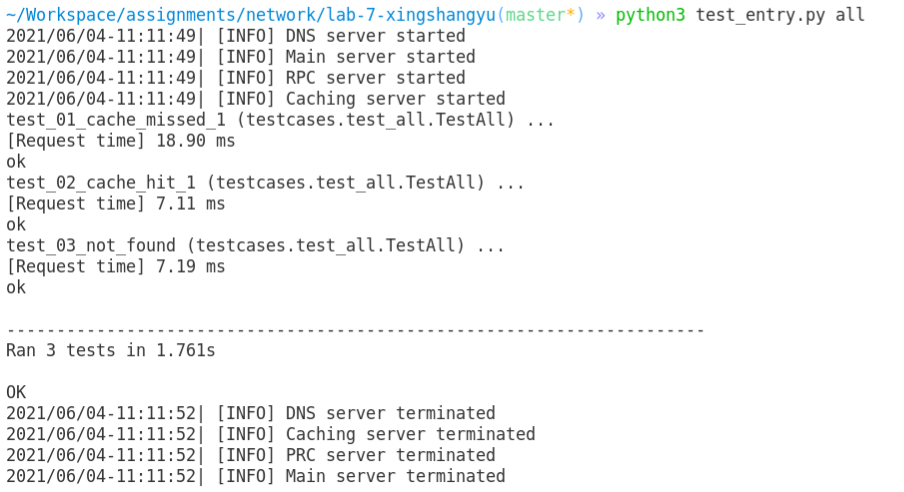 ~/Workspace/assignments/network/lab-7-xingshangyu(master*) » python3 test_entry.py all
2021/06/04-11:11:49| [INFO] DNS server started
2021/06/04-11:11:49| [INFO] Main server started
2021/06/04-11:11:49| [INFO] RPC server started
2021/06/04-11:11:49| [INFO] Caching server started
test_01_cache_missed_1 (testcases.test_all.TestAll) ...
[Request time] 18.90 ms
ok
test_02_cache_hit_1 (testcases.test_all.TestAll) ...
[Request time] 7.11 ms
ok
test_03_not_found (testcases.test_all.TestAll) ...
[Request time] 7.19 ms
ok
----------------------------------------------------------------------
Ran 3 tests in 1.761s
OK
2021/06/04-11:11:52| [INFO] DNS server terminated
2021/06/04-11:11:52| [INFO] Caching server terminated
2021/06/04-11:11:52| [INFO] PRC server terminated
2021/06/04-11:11:52| [INFO] Main server terminated